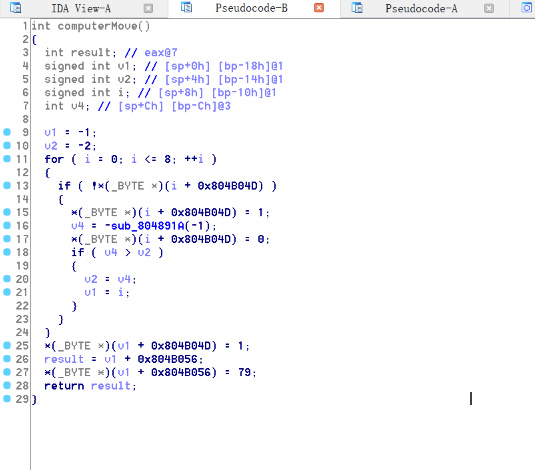 IDA View-A Pseudocode-B Pseudocode-A
1 int computerMove()
2 {
3 int result; // eax@7
4 signed int v1; // [sp+0h] [bp-18h]@1
5 signed int v2; // [sp+4h] [bp-14h]@1
6 signed int i; // [sp+8h] [bp-10h]@1
7 int v4; // [sp+Ch] [bp-Ch]@3
8
9 v1 = -1;
10 v2 = -2;
11 for ( i = 0; i <= 8; ++i )
12 {
13 if ( !*(_BYTE *)(i + 0x804B04D) )
14 {
15 *(_BYTE *)(i + 0x804B04D) = 1;
16 v4 = -sub_804891A(-1);
17 *(_BYTE *)(i + 0x804B04D) = 0;
18 if ( v4 > v2 )
19 {
20 v2 = v4;
21 v1 = i;
22 }
23 }
24 }
25 *(_BYTE *)(v1 + 0x804B04D) = 1;
26 result = v1 + 0x804B056;
27 *(_BYTE *)(v1 + 0x804B056) = 79;
28 return result;
29 }